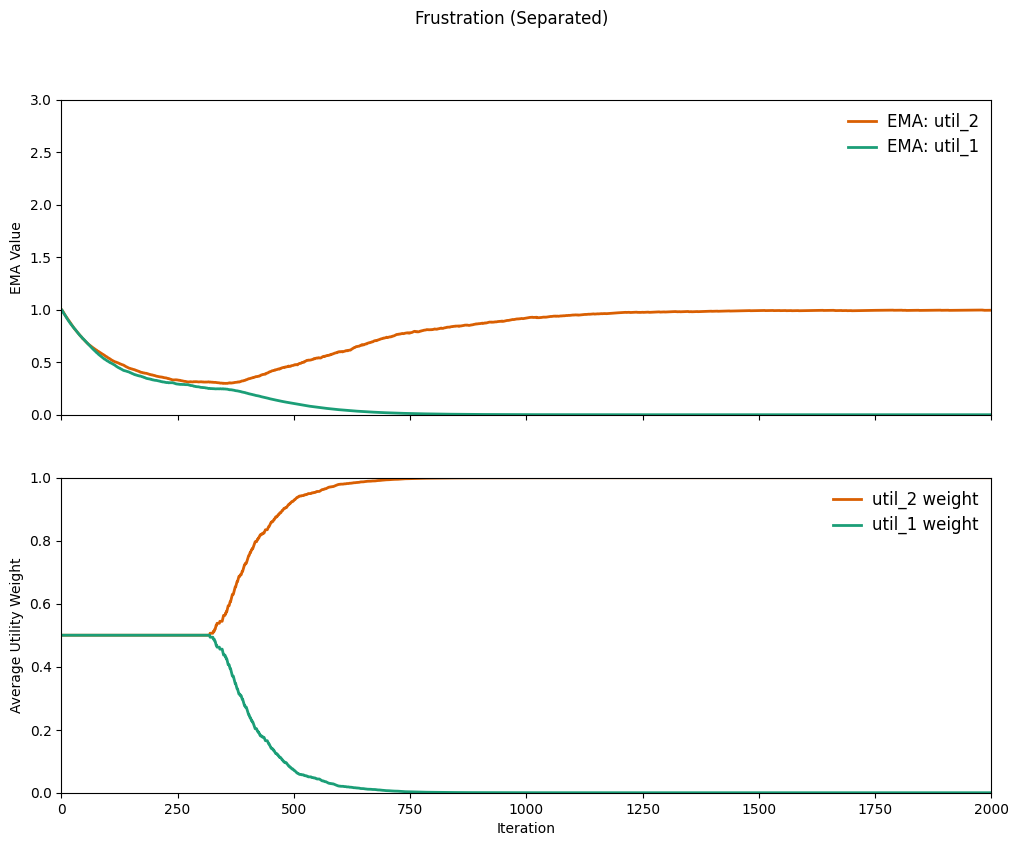 Frustration (Separated)
3.0
2.5
2.0
1.5
1.0
0.5
0.0
EMA Value
EMA: util_2
EMA: util_1
1.0
0.8
0.6
0.4
0.2
0.0
Average Utility Weight
util_2 weight
util_1 weight
0 250 500 750 1000 1250 1500 1750 2000
Iteration